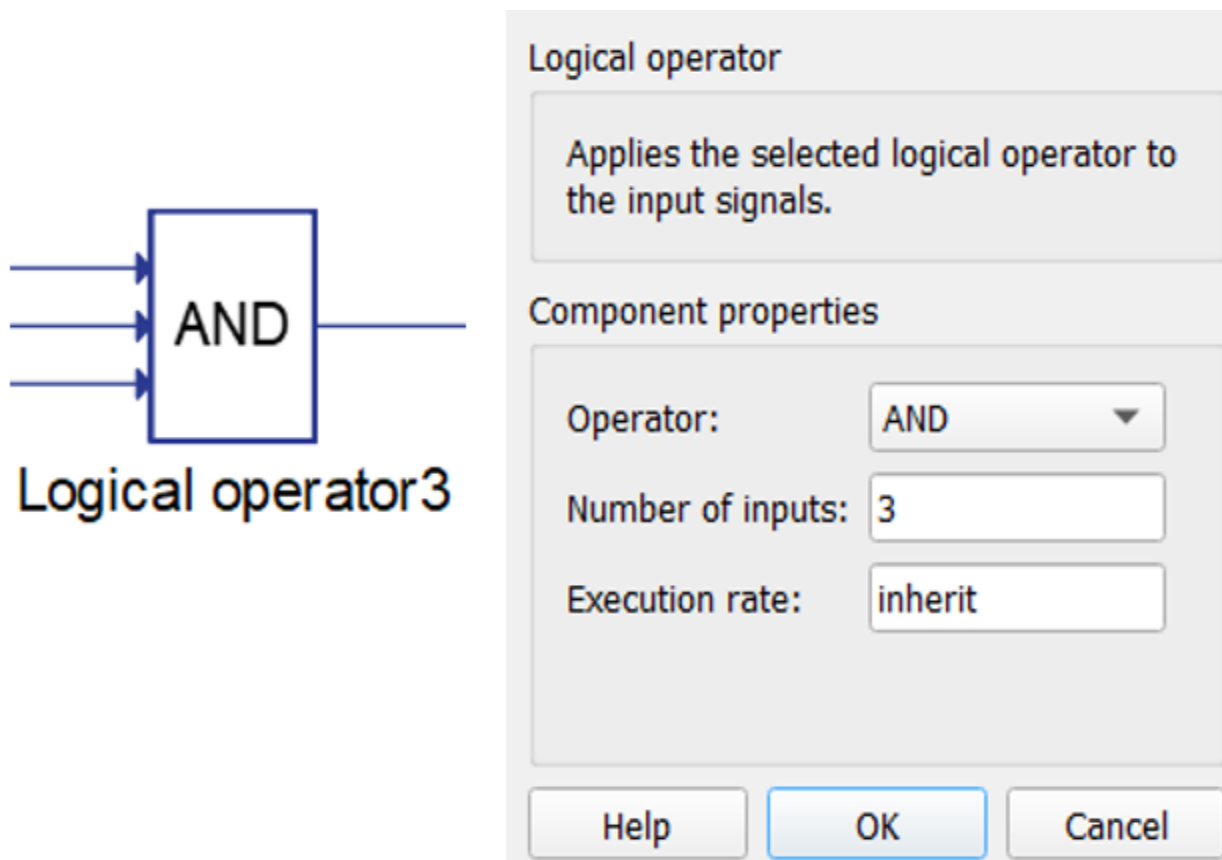 AND
Logical operator3
Logical operator
Applies the selected logical operator to
the input signals.
Component properties
Operator: AND
Number of inputs: 3
Execution rate: inherit
Help OK Cancel